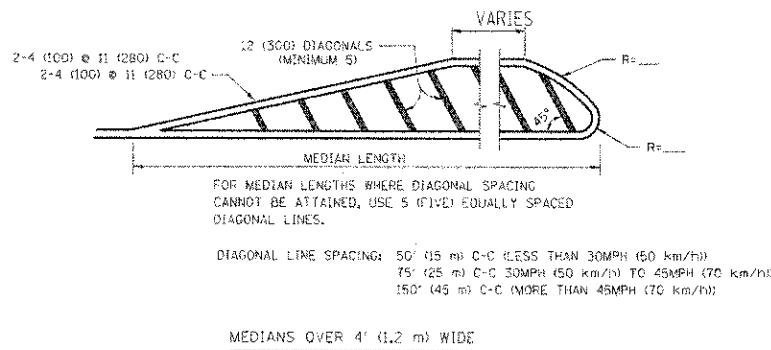 VARIES
2-4 (100) @ 11 (280) C-C
2-4 (100) @ 11 (280) C-C
12 (300) DIAGONALS
(MINIMUM 5)
R=
45°
R=
MEDIAN LENGTH
FOR MEDIAN LENGTHS WHERE DIAGONAL SPACING
CANNOT BE ATTAINED, USE 5 (FIVE) EQUALLY SPACED
DIAGONAL LINES.
DIAGONAL LINE SPACING: 50' (15 m) C-C (LESS THAN 30MPH (50 km/h))
75' (25 m) C-C 30MPH (50 km/h) TO 45MPH (70 km/h)
150' (45 m) C-C (MORE THAN 45MPH (70 km/h))
MEDIANS OVER 4' (1.2 m) WIDE